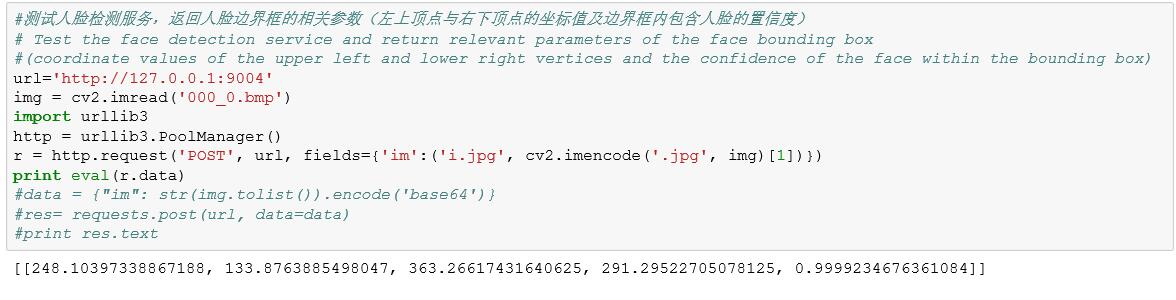 #测试人脸检测服务，返回人脸边界框的相关参数（左上顶点与右下顶点的坐标值及边界框内包含人脸的置信度）
# Test the face detection service and return relevant parameters of the face bounding box
#(coordinate values of the upper left and lower right vertices and the confidence of the face within the bounding box)
url='http://127.0.0.1:9004'
img = cv2.imread('000_0.bmp')
import urllib3
http = urllib3.PoolManager()
r = http.request('POST', url, fields={'im':('i.jpg', cv2.imencode('.jpg', img)[1])})
print eval(r.data)
#data = {"im": str(img.tolist()).encode('base64')}
#res= requests.post(url, data=data)
#print res.text
[[248.10397338867188, 133.8763885498047, 363.26617431640625, 291.29522705078125, 0.9999234676361084]]